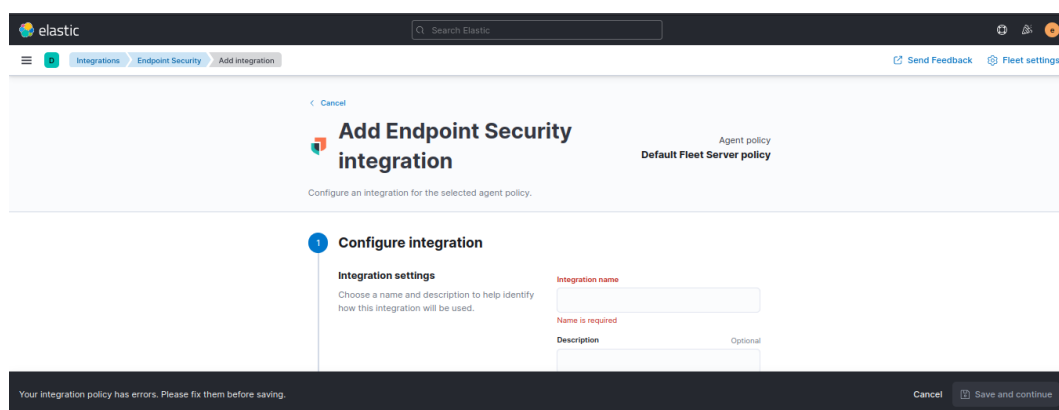 elastic
Search Elastic
e
D
Integrations
Endpoint Security
Add integration
Send Feedback
Fleet settings
Cancel
Add Endpoint Security
integration
Agent policy
Default Fleet Server policy
Configure an integration for the selected agent policy.
1
Configure integration
Integration settings
Choose a name and description to help identify
how this integration will be used.
Integration name
Name is required
Description
Optional
Your integration policy has errors. Please fix them before saving.
Cancel
Save and continue